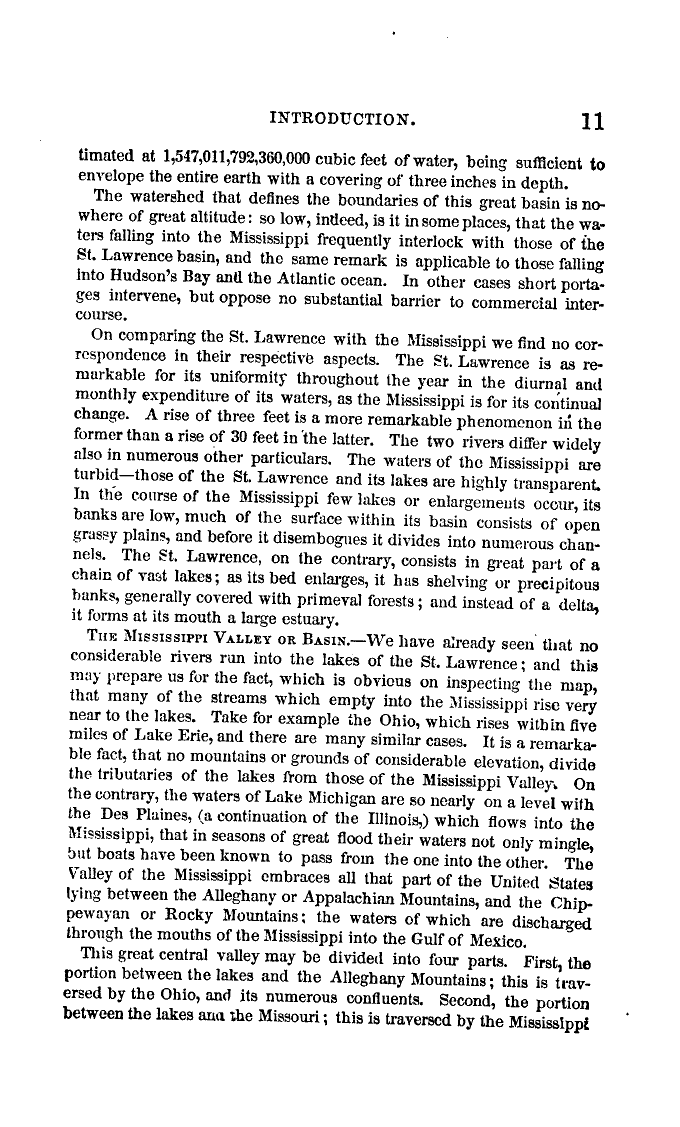 INTRODUCTION. 11
timated at 1,547,011,792,360,000 cubic feet of water, being sufficient to
envelope the entire earth with a covering of three inches in depth.
The watershed that defines the boundaries of this great basin is no-
where of great altitude: so low, indeed, is it in some places, that the wa-
ters falling into the Mississippi frequently interlock with those of the
St. Lawrence basin, and the same remark is applicable to those falling
into Hudson's Bay and the Atlantic ocean. In other cases short porta-
ges intervene, but oppose no substantial barrier to commercial inter-
course.
On comparing the St. Lawrence with the Mississippi we find no cor-
respondence in their respective aspects. The St. Lawrence is as re-
markable for its uniformity throughout the year in the diurnal and
monthly expenditure of its waters, as the Mississippi is for its continual
change. A rise of three feet is a more remarkable phenomenon in the
former than a rise of 30 feet in the latter. The two rivers differ widely
also in numerous other particulars. The waters of the Mississippi are
turbid—those of the St. Lawrence and its lakes are highly transparent.
In the course of the Mississippi few lakes or enlargements occur, its
banks are low, much of the surface within its basin consists of open
grassy plains, and before it disembogues it divides into numerous chan-
nels. The St. Lawrence, on the contrary, consists in great part of a
chain of vast lakes; as its bed enlarges, it has shelving or precipitous
banks, generally covered with primeval forests; and instead of a delta,
it forms at its mouth a large estuary.
THE MISSISSIPPI VALLEY OR BASIN.—We have already seen that no
considerable rivers run into the lakes of the St. Lawrence; and this
may prepare us for the fact, which is obvious on inspecting the map,
that many of the streams which empty into the Mississippi rise very
near to the lakes. Take for example the Ohio, which rises within five
miles of Lake Erie, and there are many similar cases. It is a remarka-
ble fact, that no mountains or grounds of considerable elevation, divide
the tributaries of the lakes from those of the Mississippi Valley. On
the contrary, the waters of Lake Michigan are so nearly on a level with
the Des Plaines, (a continuation of the Illinois,) which flows into the
Mississippi, that in seasons of great flood their waters not only mingle,
but boats have been known to pass from the one into the other. The
Valley of the Mississippi embraces all that part of the United States
lying between the Alleghany or Appalachian Mountains, and the Chip-
pewayan or Rocky Mountains; the waters of which are discharged
through the mouths of the Mississippi into the Gulf of Mexico.
This great central valley may be divided into four parts. First, the
portion between the lakes and the Alleghany Mountains; this is trav-
ersed by the Ohio, and its numerous confluents. Second, the portion
between the lakes and the Missouri; this is traversed by the Mississippi